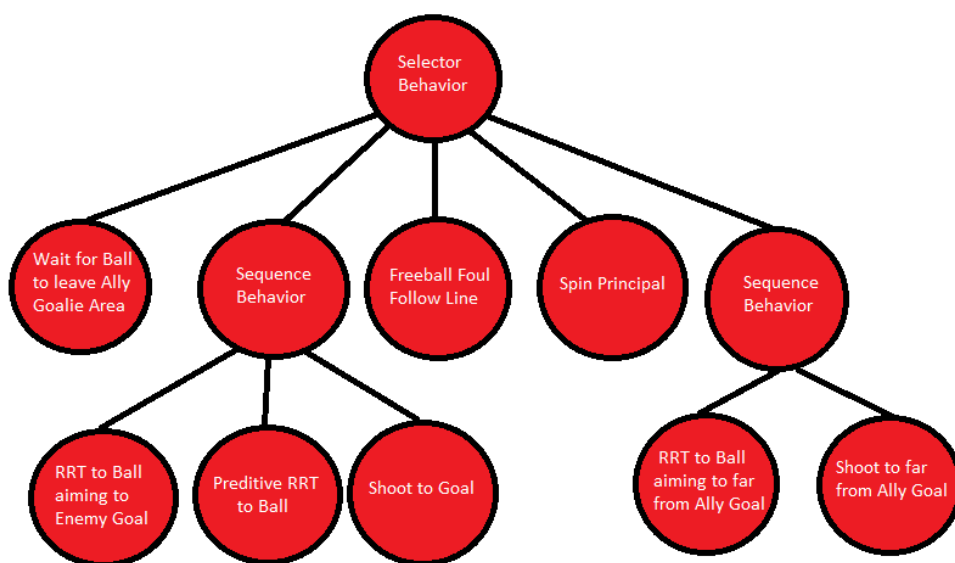 Selector
Behavior
Wait for Ball
to leave Ally
Goalie Area
Sequence
Behavior
Freeball Foul
Follow Line
Spin Principal
Sequence
Behavior
RRT to Ball
aiming to
Enemy Goal
Preditive RRT
to Ball
Shoot to Goal
RRT to Ball
aiming to far
from Ally Goal
Shoot to far
from Ally Goal